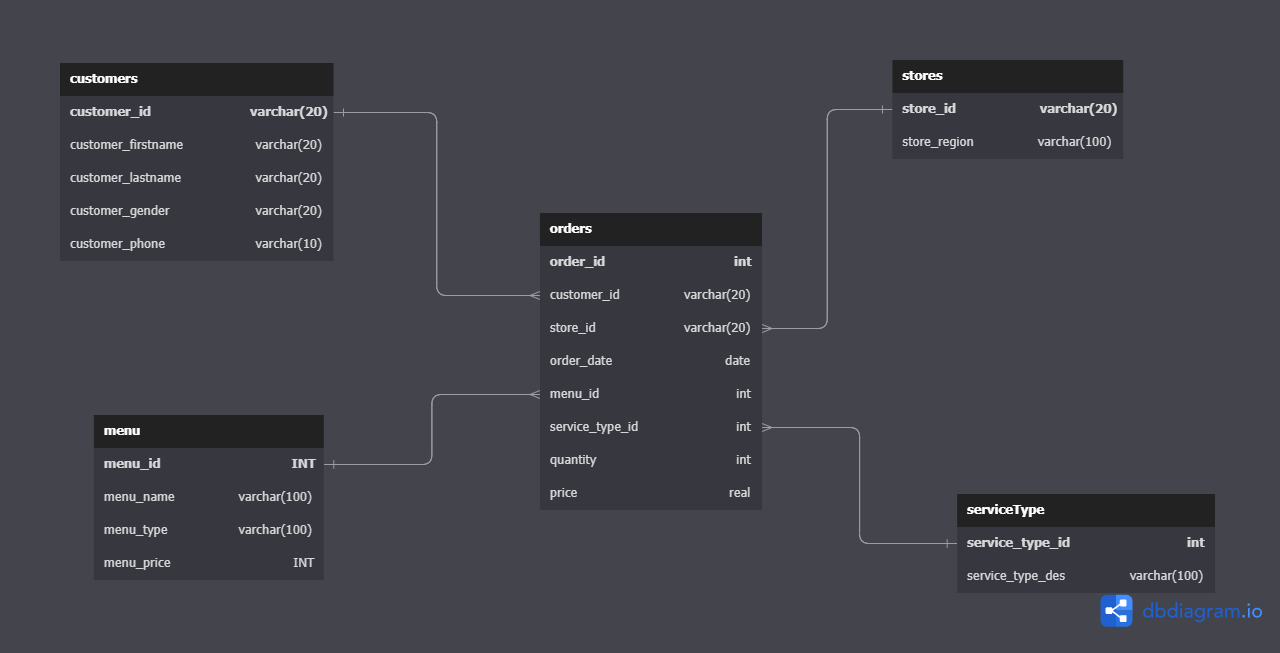 customers
customer_id varchar(20)
customer_firstname varchar(20)
customer_lastname varchar(20)
customer_gender varchar(20)
customer_phone varchar(10)
stores
store_id varchar(20)
store_region varchar(100)
orders
order_id int
customer_id varchar(20)
store_id varchar(20)
order_date date
menu_id int
service_type_id int
quantity int
price real
menu
menu_id INT
menu_name varchar(100)
menu_type varchar(100)
menu_price INT
serviceType
service_type_id int
service_type_des varchar(100)
dbdiagram.io